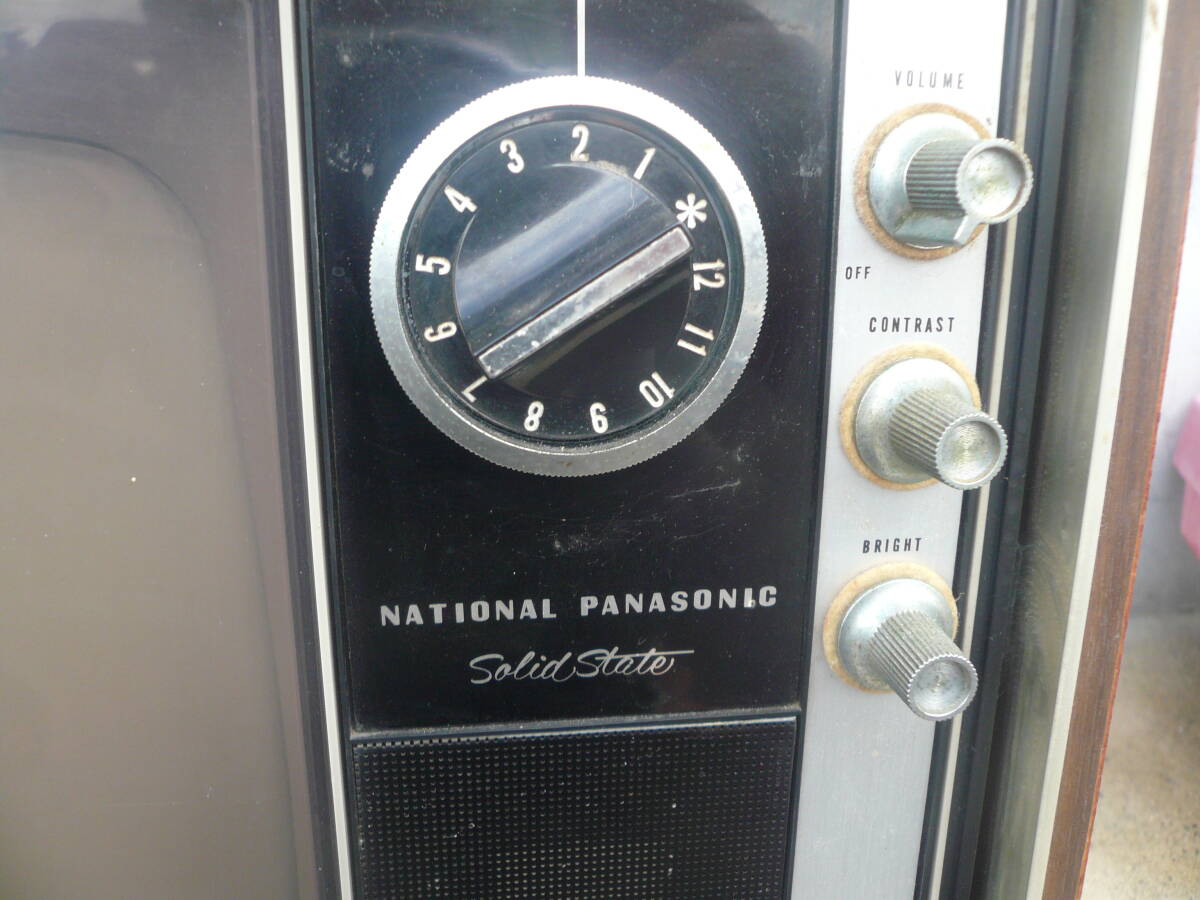 2
1
*
12
11
10
9
8
7
6
5
4
3
VOLUME
OFF
CONTRAST
BRIGHT
NATIONAL PANASONIC
Solid State